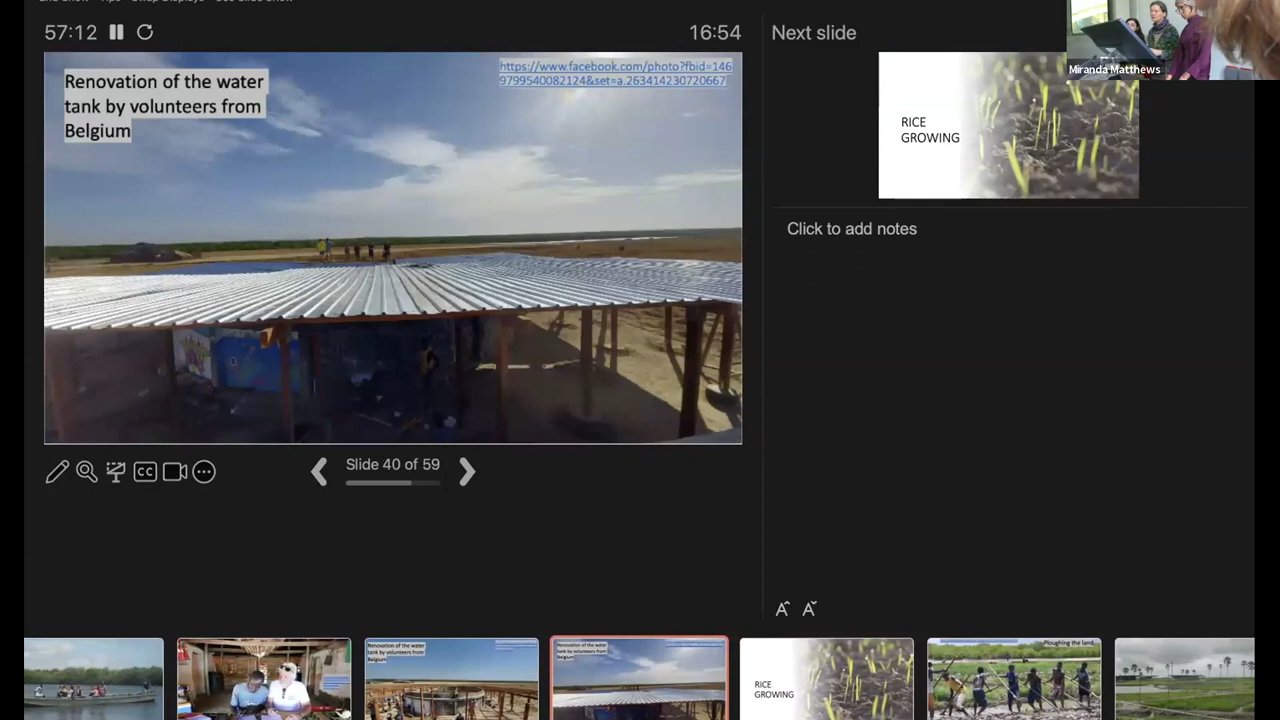 57:12
16:54
Next slide
Miranda Matthews
Renovation of the water
tank by volunteers from
Belgium
https://www.facebook.com/photo?fbid=146
9799540082124&set=a.263414230720667
RICE
GROWING
Click to add notes
CC
Slide 40 of 59
Renovation of the water
tank by volunteers from
Belgium
Renovation of the water
tank by volunteers from
Belgium
RICE
GROWING
Ploughing the land